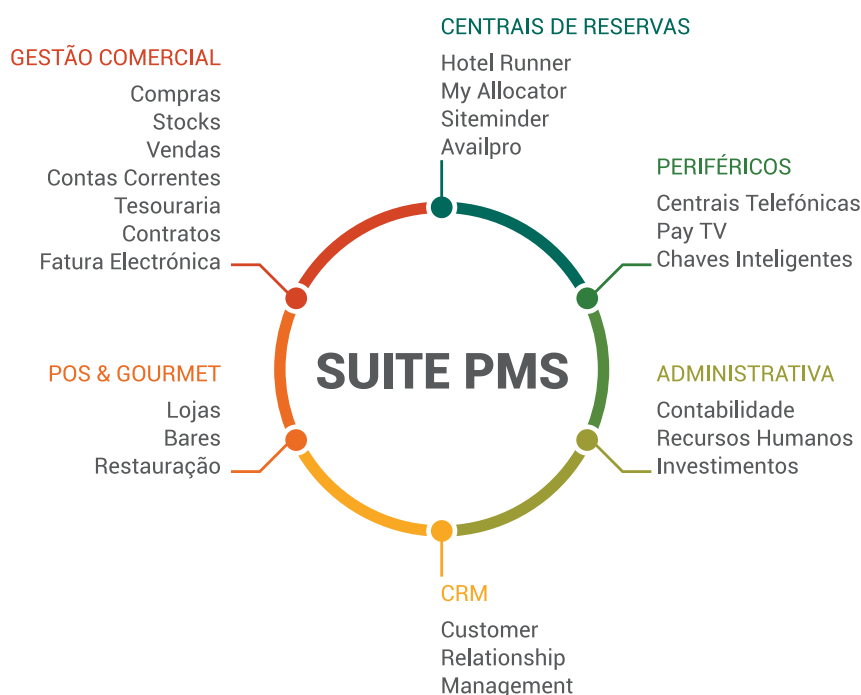 CENTRAIS DE RESERVAS
Hotel Runner
My Allocator
Siteminder
Availpro
GESTÃO COMERCIAL
Compras
Stocks
Vendas
Contas Correntes
Tesouraria
Contratos
Fatura Electrónica
PERIFÉRICOS
Centrais Telefónicas
Pay TV
Chaves Inteligentes
SUITE PMS
POS & GOURMET
Lojas
Bares
Restauração
ADMINISTRATIVA
Contabilidade
Recursos Humanos
Investimentos
CRM
Customer
Relationship
Management